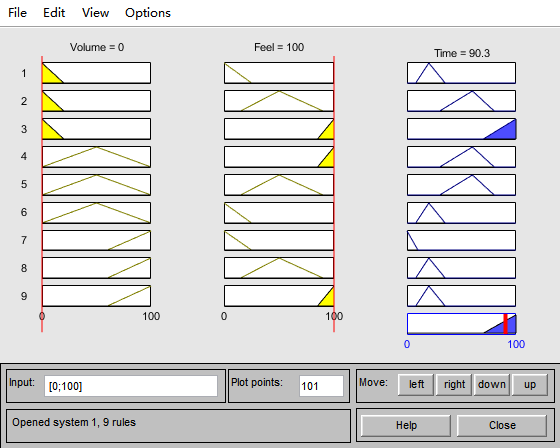 File Edit View Options
Volume = 0 Feel = 100 Time = 90.3
1
2
3
4
5
6
7
8
9
0 100 0 100
0 100
Input: [0;100] Plot points: 101 Move: left right down up
Opened system 1, 9 rules Help Close